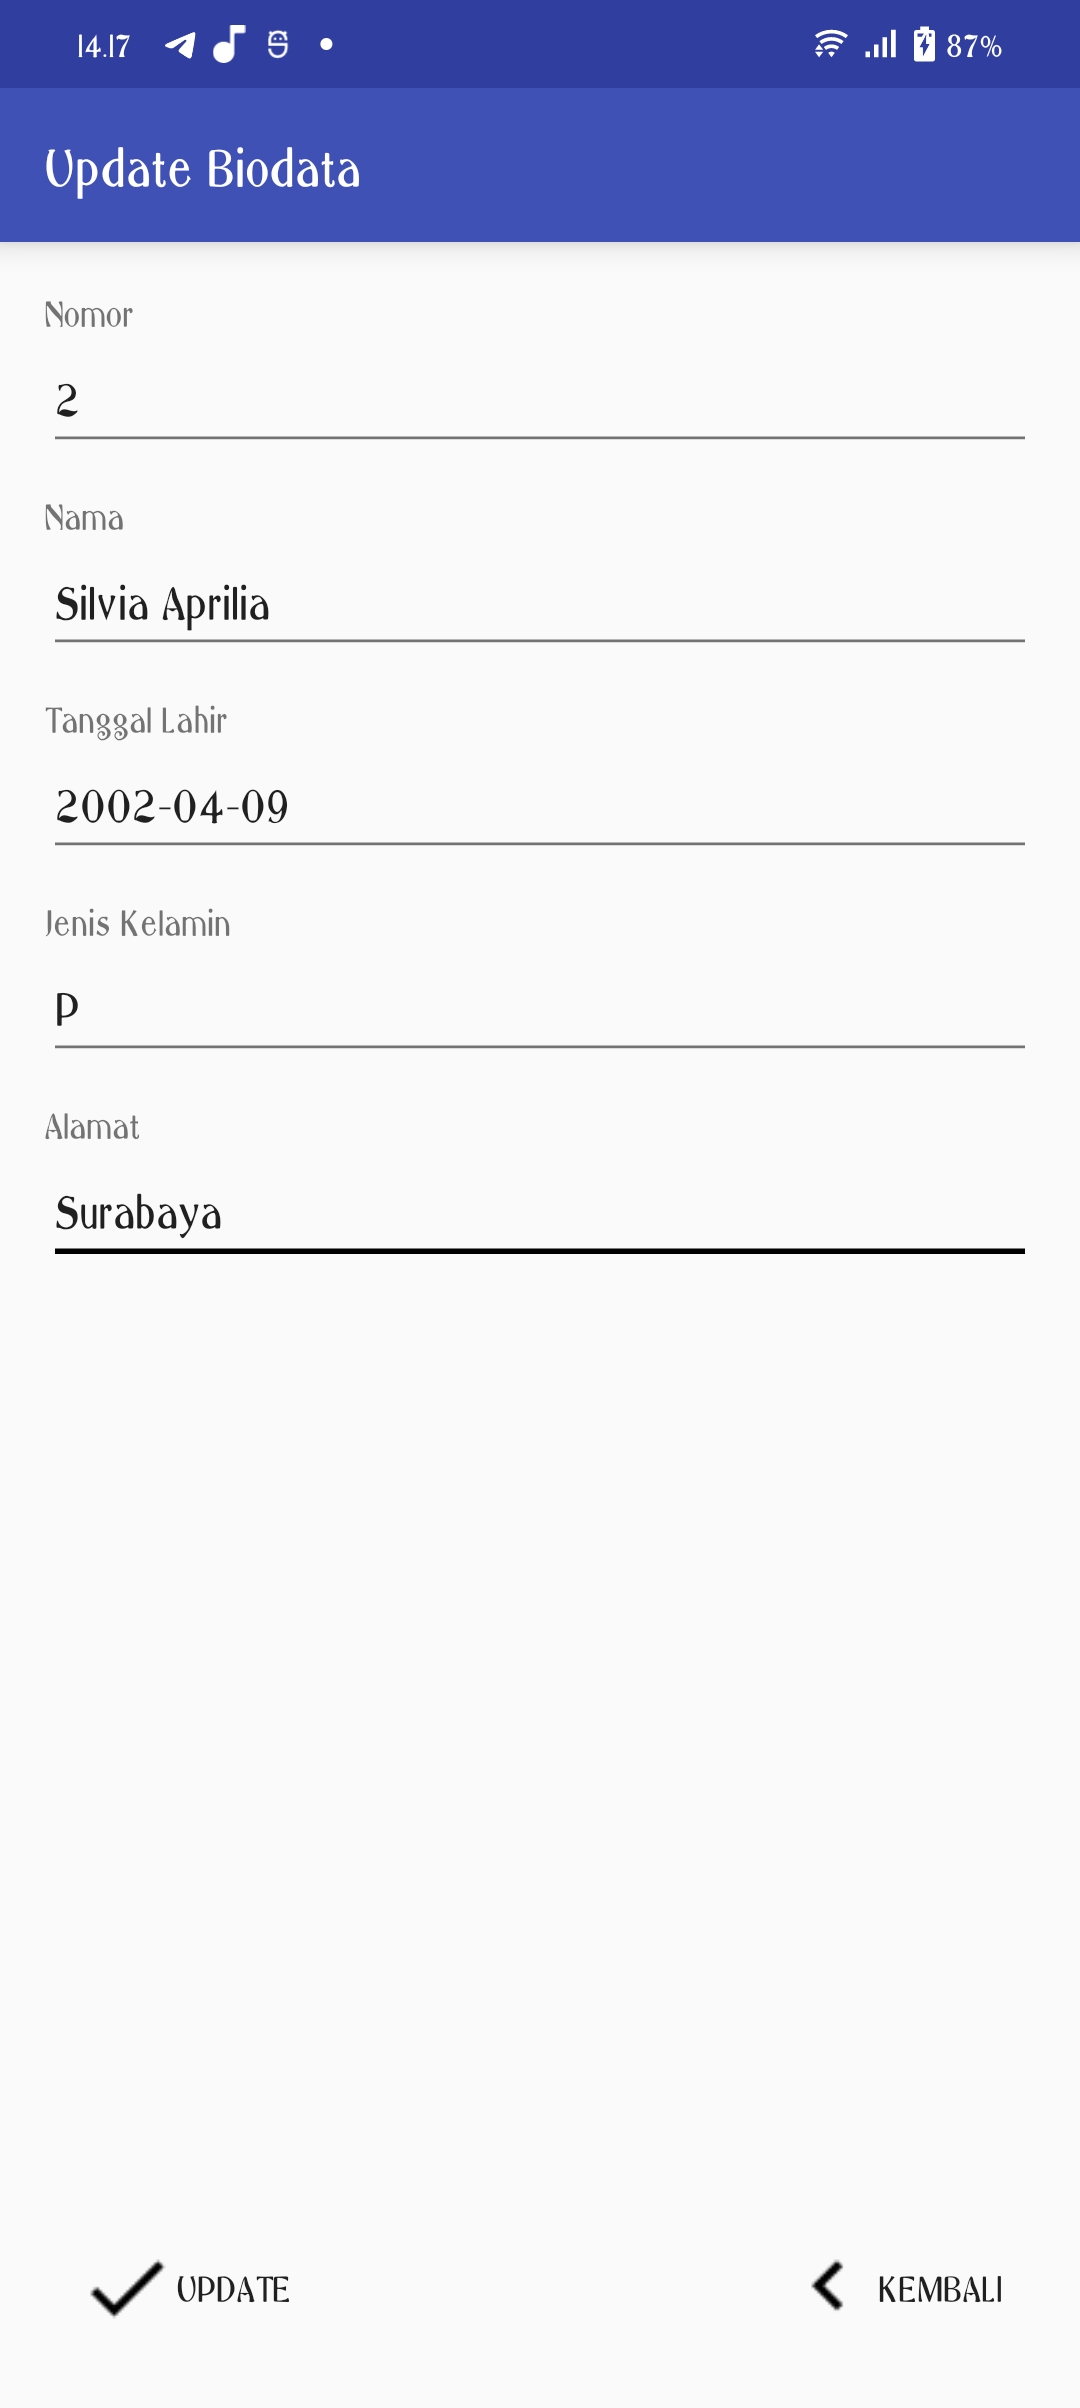 14.17 87%
Update Biodata
Nomor
2
Nama
Silvia Aprilia
Tanggal Lahir
2002-04-09
Jenis Kelamin
P
Alamat
Surabaya
UPDATE KEMBALI